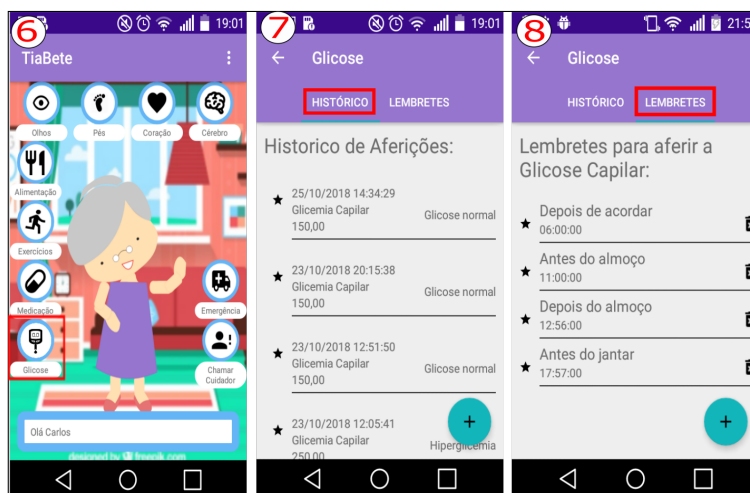 6
19:01
TiaBete
Olhos
Pés
Coração
Cérebro
Alimentação
Exercícios
Medicação
Emergência
Glicose
Chamar
Cuidador
Olá Carlos
designed by freepik.com
7
19:01
Glicose
HISTÓRICO LEMBRETES
Historico de Aferições:
25/10/2018 14:34:29
Glicemia Capilar
Glicose normal
150,00
23/10/2018 20:15:38
Glicemia Capilar
Glicose normal
150,00
23/10/2018 12:51:50
Glicemia Capilar
Glicose normal
150,00
23/10/2018 12:05:41
Glicemia Capilar
Hiperglicemia
250,00
+
8
21:5
Glicose
HISTÓRICO LEMBRETES
Lembretes para aferir a
Glicose Capilar:
Depois de acordar
06:00:00
Antes do almoço
11:00:00
Depois do almoço
12:56:00
Antes do jantar
17:57:00
+